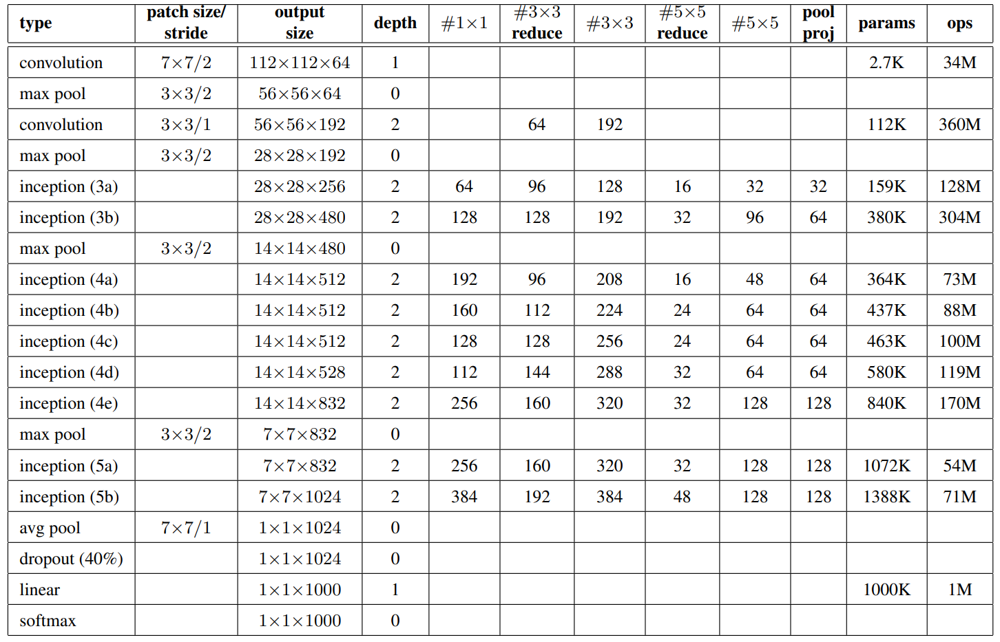 type patch size/ stride output size depth #1×1 #3×3 reduce #3×3 #5×5 reduce #5×5 pool proj params ops
convolution 7×7/2 112×112×64 1 2.7K 34M
max pool 3×3/2 56×56×64 0
convolution 3×3/1 56×56×192 2 64 192 112K 360M
max pool 3×3/2 28×28×192 0
inception (3a) 28×28×256 2 64 96 128 16 32 32 159K 128M
inception (3b) 28×28×480 2 128 128 192 32 96 64 380K 304M
max pool 3×3/2 14×14×480 0
inception (4a) 14×14×512 2 192 96 208 16 48 64 364K 73M
inception (4b) 14×14×512 2 160 112 224 24 64 64 437K 88M
inception (4c) 14×14×512 2 128 128 256 24 64 64 463K 100M
inception (4d) 14×14×528 2 112 144 288 32 64 64 580K 119M
inception (4e) 14×14×832 2 256 160 320 32 128 128 840K 170M
max pool 3×3/2 7×7×832 0
inception (5a) 7×7×832 2 256 160 320 32 128 128 1072K 54M
inception (5b) 7×7×1024 2 384 192 384 48 128 128 1388K 71M
avg pool 7×7/1 1×1×1024 0
dropout (40%) 1×1×1024 0
linear 1×1×1000 1 1000K 1M
softmax 1×1×1000 0